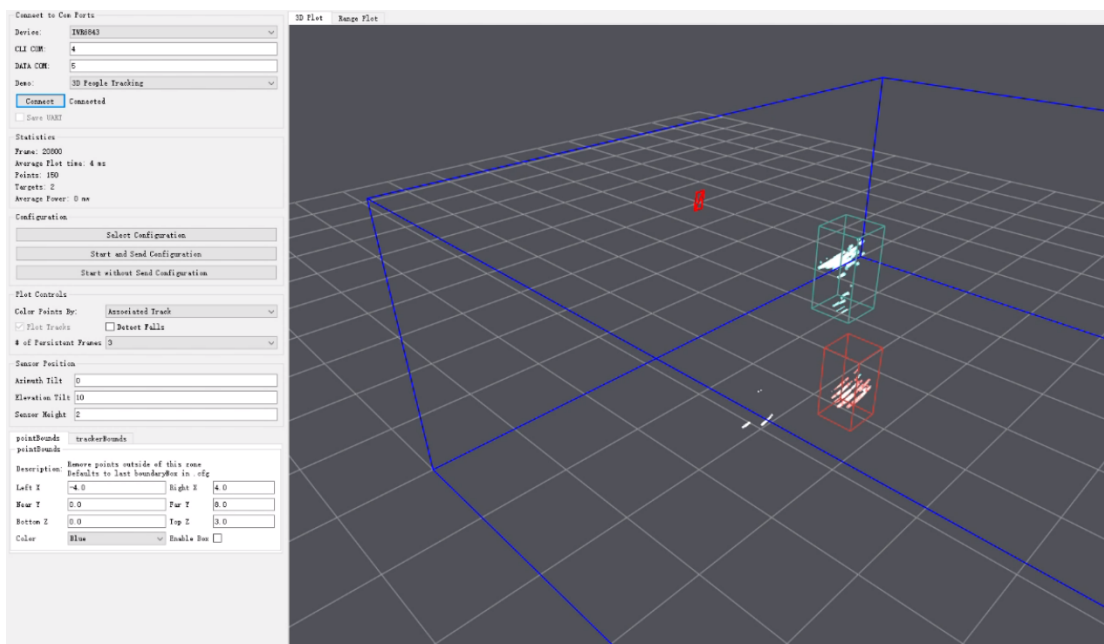 Connect to Com Ports
3D Plot Range Plot
Device: IWR6843
CLI COM: 4
DATA COM: 5
Demo: 3D People Tracking
Connect Connected
Save UART
Statistics
Frame: 20800
Average Plot time: 4 ms
Points: 150
Targets: 2
Average Power: 0 mw
Configuration
Select Configuration
Start and Send Configuration
Start without Send Configuration
Plot Controls
Color Points By: Associated Track
Plot Tracks Detect Falls
# of Persistent Frames 3
Sensor Position
Azimuth Tilt 0
Elevation Tilt 10
Sensor Height 2
pointBounds trackerBounds
pointBounds
Description: Remove points outside of this zone
Defaults to last boundaryBox in .cfg
Left X -4.0 Right X 4.0
Near Y 0.0 Far Y 8.0
Bottom Z 0.0 Top Z 3.0
Color Blue Enable Box